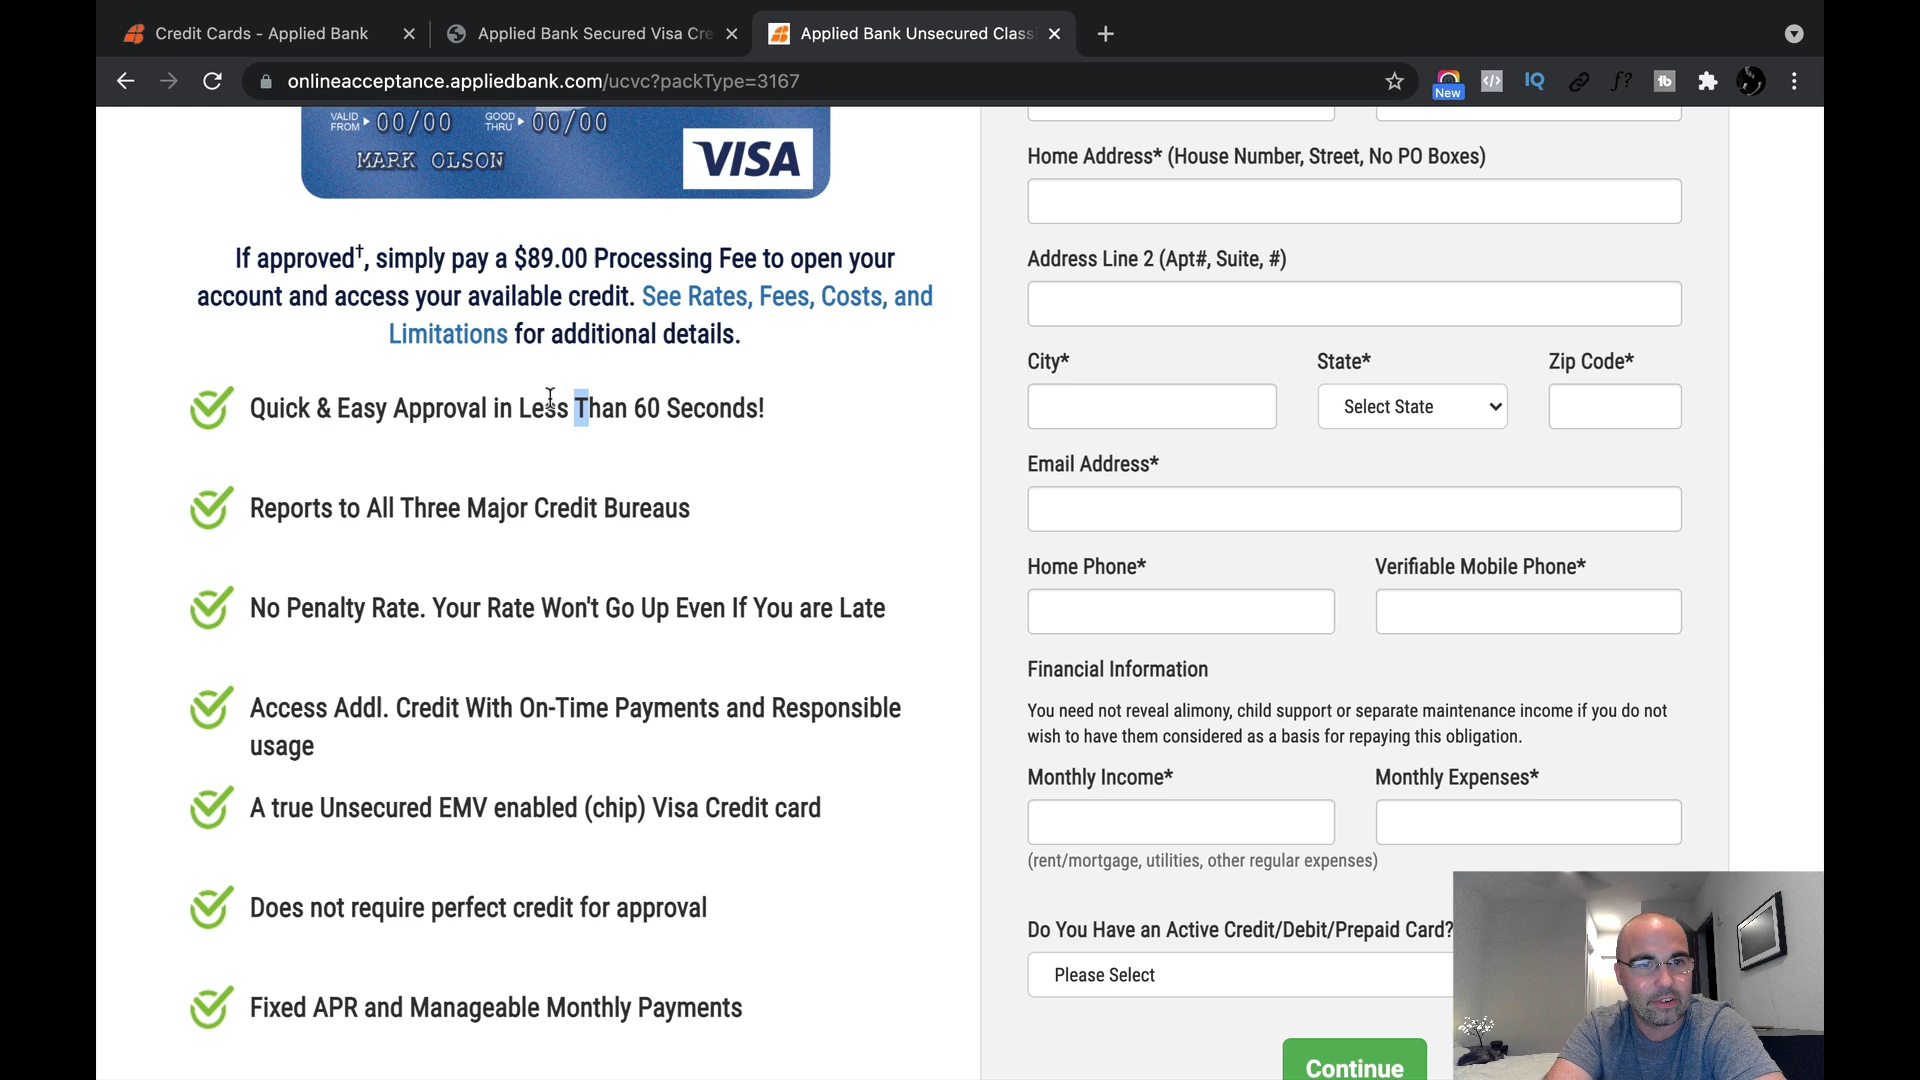 Credit Cards - Applied Bank
Applied Bank Secured Visa Cre
Applied Bank Unsecured Class
onlineacceptance.appliedbank.com/ucvc?packType=3167
New
IQ
f?
tb
VALID FROM 00/00 GOOD THRU 00/00
MARK OLSON
VISA
If approved†, simply pay a $89.00 Processing Fee to open your
account and access your available credit. See Rates, Fees, Costs, and
Limitations for additional details.
Quick & Easy Approval in Less Than 60 Seconds!
Reports to All Three Major Credit Bureaus
No Penalty Rate. Your Rate Won't Go Up Even If You are Late
Access Addl. Credit With On-Time Payments and Responsible
usage
A true Unsecured EMV enabled (chip) Visa Credit card
Does not require perfect credit for approval
Fixed APR and Manageable Monthly Payments
Home Address* (House Number, Street, No PO Boxes)
Address Line 2 (Apt#, Suite, #)
City* State* Zip Code*
Select State
Email Address*
Home Phone* Verifiable Mobile Phone*
Financial Information
You need not reveal alimony, child support or separate maintenance income if you do not
wish to have them considered as a basis for repaying this obligation.
Monthly Income* Monthly Expenses*
(rent/mortgage, utilities, other regular expenses)
Do You Have an Active Credit/Debit/Prepaid Card?
Please Select
Continue